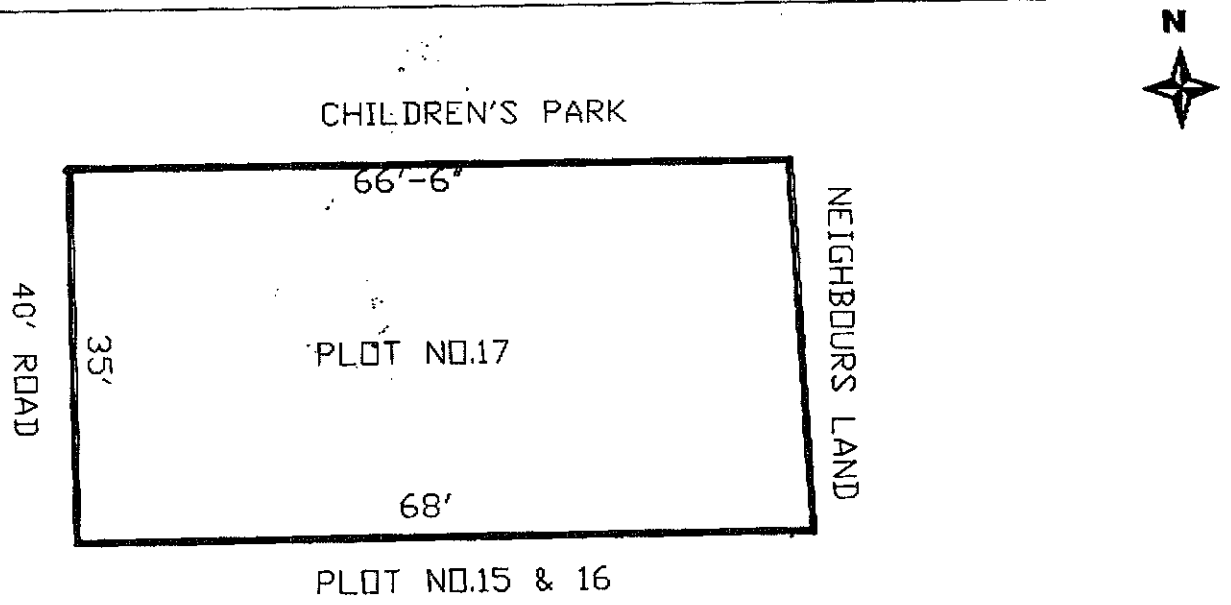 N
CHILDREN'S PARK
66'-6"
NEIGHBOURS LAND
40' ROAD
35'
PLOT NO.17
68'
PLOT NO.15 & 16